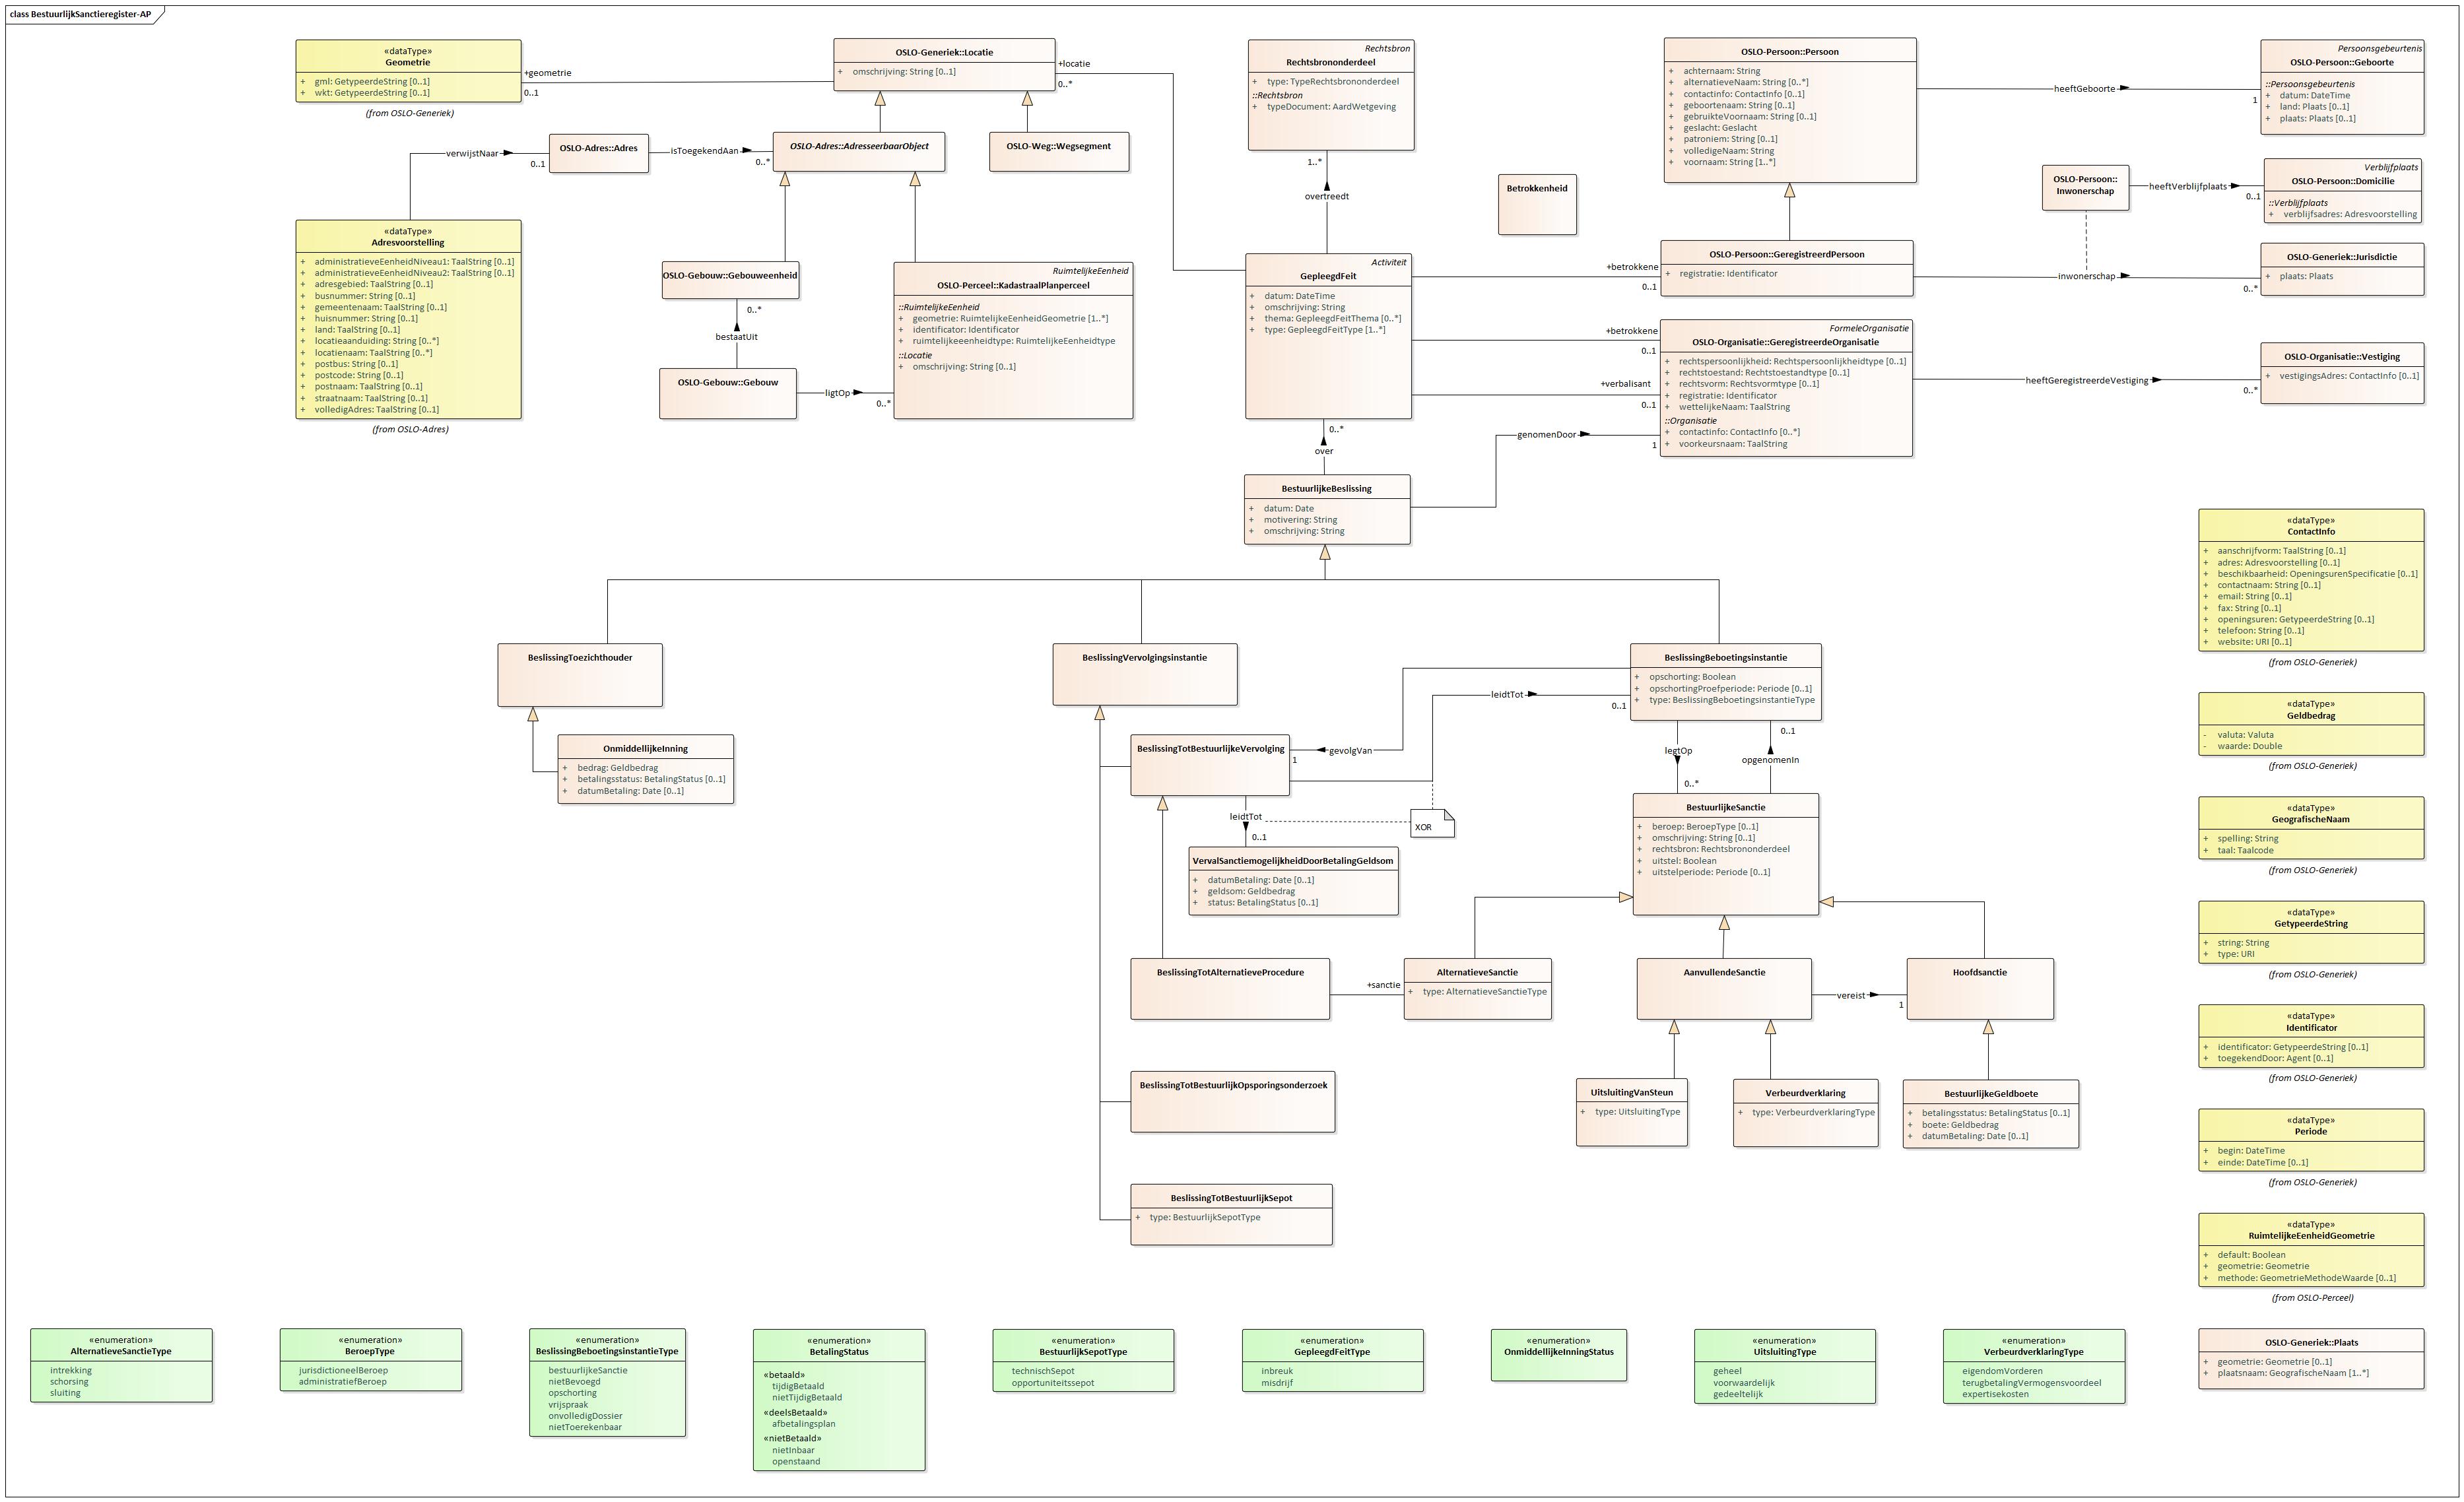 class BestuurlijkSanctieregister-AP
«dataType»
Geometrie
+ gml: GetypeerdeString [0..1]
+ wkt: GetypeerdeString [0..1]
(from OSLO-Generiek)
+geometrie
0..1
OSLO-Generiek::Locatie
+ omschrijving: String [0..1]
+locatie
0..*
Rechtsbron
Rechtsbrononderdeel
+ type: TypeRechtsbrononderdeel
::Rechtsbron
+ typeDocument: AardWetgeving
OSLO-Persoon::Persoon
+ achternaam: String
+ alternatieveNaam: String [0..*]
+ contactinfo: ContactInfo [0..1]
+ geboortenaam: String [0..1]
+ gebruikteVoornaam: String [0..1]
+ geslacht: Geslacht
+ patroniem: String [0..1]
+ volledigeNaam: String
+ voornaam: String [1..*]
heeftGeboorte
1
Persoonsgebeurtenis
OSLO-Persoon::Geboorte
::Persoonsgebeurtenis
+ datum: DateTime
+ land: Plaats [0..1]
+ plaats: Plaats [0..1]
verwijstNaar
0..1
OSLO-Adres::Adres
isToegekendAan
0..*
OSLO-Adres::AdresseerbaarObject
OSLO-Weg::Wegsegment
1..*
overtreedt
Betrokkenheid
OSLO-Persoon::
Inwonerschap
heeftVerblijfplaats
0..1
Verblijfplaats
OSLO-Persoon::Domicilie
::Verblijfplaats
+ verblijfsadres: Adresvoorstelling
«dataType»
Adresvoorstelling
+ administratieveEenheidNiveau1: TaalString [0..1]
+ administratieveEenheidNiveau2: TaalString [0..1]
+ adresgebied: TaalString [0..1]
+ busnummer: String [0..1]
+ gemeentenaam: TaalString [0..1]
+ huisnummer: String [0..1]
+ land: TaalString [0..1]
+ locatieaanduiding: String [0..*]
+ locatienaam: TaalString [0..*]
+ postbus: String [0..1]
+ postcode: String [0..1]
+ postnaam: TaalString [0..1]
+ straatnaam: TaalString [0..1]
+ volledigAdres: TaalString [0..1]
(from OSLO-Adres)
OSLO-Gebouw::Gebouweenheid
0..*
bestaatUit
OSLO-Gebouw::Gebouw
ligtOp
0..*
RuimtelijkeEenheid
OSLO-Perceel::KadastraalPlanperceel
::RuimtelijkeEenheid
+ geometrie: RuimtelijkeEenheidGeometrie [1..*]
+ identificator: Identificator
+ ruimtelijkeeenheidtype: RuimtelijkeEenheidtype
::Locatie
+ omschrijving: String [0..1]
Activiteit
GepleegdFeit
+ datum: DateTime
+ omschrijving: String
+ thema: GepleegdFeitThema [0..*]
+ type: GepleegdFeitType [1..*]
+betrokkene
0..1
OSLO-Persoon::GeregistreerdPersoon
+ registratie: Identificator
inwonerschap
0..*
OSLO-Generiek::Jurisdictie
+ plaats: Plaats
+betrokkene
0..1
+verbalisant
0..1
FormeleOrganisatie
OSLO-Organisatie::GeregistreerdeOrganisatie
+ rechtspersoonlijkheid: Rechtspersoonlijkheidtype [0..1]
+ rechtstoestand: Rechtstoestandtype [0..1]
+ rechtsvorm: Rechtsvormtype [0..1]
+ registratie: Identificator
+ wettelijkeNaam: TaalString
::Organisatie
+ contactinfo: ContactInfo [0..*]
+ voorkeursnaam: TaalString
heeftGeregistreerdeVestiging
0..*
OSLO-Organisatie::Vestiging
+ vestigingsAdres: ContactInfo [0..1]
0..*
over
genomenDoor
1
BestuurlijkeBeslissing
+ datum: Date
+ motivering: String
+ omschrijving: String
«dataType»
ContactInfo
+ aanschrijfvorm: TaalString [0..1]
+ adres: Adresvoorstelling [0..1]
+ beschikbaarheid: OpeningsurenSpecificatie [0..1]
+ contactnaam: String [0..1]
+ email: String [0..1]
+ fax: String [0..1]
+ openingsuren: GetypeerdeString [0..1]
+ telefoon: String [0..1]
+ website: URI [0..1]
(from OSLO-Generiek)
BeslissingToezichthouder
OnmiddellijkeInning
+ bedrag: Geldbedrag
+ betalingsstatus: BetalingStatus [0..1]
+ datumBetaling: Date [0..1]
BeslissingVervolgingsinstantie
BeslissingBeboetingsinstantie
+ opschorting: Boolean
+ opschortingProefperiode: Periode [0..1]
+ type: BeslissingBeboetingsinstantieType
leidtTot
0..1
BeslissingTotBestuurlijkeVervolging
gevolgVan
1
legtOp
0..*
0..1
opgenomenIn
leidtTot
0..1
XOR
VervalSanctiemogelijkheidDoorBetalingGeldsom
+ datumBetaling: Date [0..1]
+ geldsom: Geldbedrag
+ status: BetalingStatus [0..1]
BestuurlijkeSanctie
+ beroep: BeroepType [0..1]
+ omschrijving: String [0..1]
+ rechtsbron: Rechtsbrononderdeel
+ uitstel: Boolean
+ uitstelperiode: Periode [0..1]
«dataType»
Geldbedrag
- valuta: Valuta
- waarde: Double
(from OSLO-Generiek)
«dataType»
GeografischeNaam
+ spelling: String
+ taal: Taalcode
(from OSLO-Generiek)
«dataType»
GetypeerdeString
+ string: String
+ type: URI
(from OSLO-Generiek)
BeslissingTotAlternatieveProcedure
+sanctie
AlternatieveSanctie
+ type: AlternatieveSanctieType
AanvullendeSanctie
vereist
1
Hoofdsanctie
«dataType»
Identificator
+ identificator: GetypeerdeString [0..1]
+ toegekendDoor: Agent [0..1]
(from OSLO-Generiek)
BeslissingTotBestuurlijkOpsporingsonderzoek
UitsluitingVanSteun
+ type: UitsluitingType
Verbeurdverklaring
+ type: VerbeurdverklaringType
BestuurlijkeGeldboete
+ betalingsstatus: BetalingStatus [0..1]
+ boete: Geldbedrag
+ datumBetaling: Date [0..1]
«dataType»
Periode
+ begin: DateTime
+ einde: DateTime [0..1]
(from OSLO-Generiek)
BeslissingTotBestuurlijkSepot
+ type: BestuurlijkSepotType
«dataType»
RuimtelijkeEenheidGeometrie
+ default: Boolean
+ geometrie: Geometrie
+ methode: GeometrieMethodeWaarde [0..1]
(from OSLO-Perceel)
«enumeration»
AlternatieveSanctieType
intrekking
schorsing
sluiting
«enumeration»
BeroepType
jurisdictioneelBeroep
administratiefBeroep
«enumeration»
BeslissingBeboetingsinstantieType
bestuurlijkeSanctie
nietBevoegd
opschorting
vrijspraak
onvolledigDossier
nietToerekenbaar
«enumeration»
BetalingStatus
«betaald»
tijdigBetaald
nietTijdigBetaald
«deelsBetaald»
afbetalingsplan
«nietBetaald»
nietInbaar
openstaand
«enumeration»
BestuurlijkSepotType
technischSepot
opportuniteitssepot
«enumeration»
GepleegdFeitType
inbreuk
misdrijf
«enumeration»
OnmiddellijkeInningStatus
«enumeration»
UitsluitingType
geheel
voorwaardelijk
gedeeltelijk
«enumeration»
VerbeurdverklaringType
eigendomVorderen
terugbetalingVermogensvoordeel
expertisekosten
OSLO-Generiek::Plaats
+ geometrie: Geometrie [0..1]
+ plaatsnaam: GeografischeNaam [1..*]